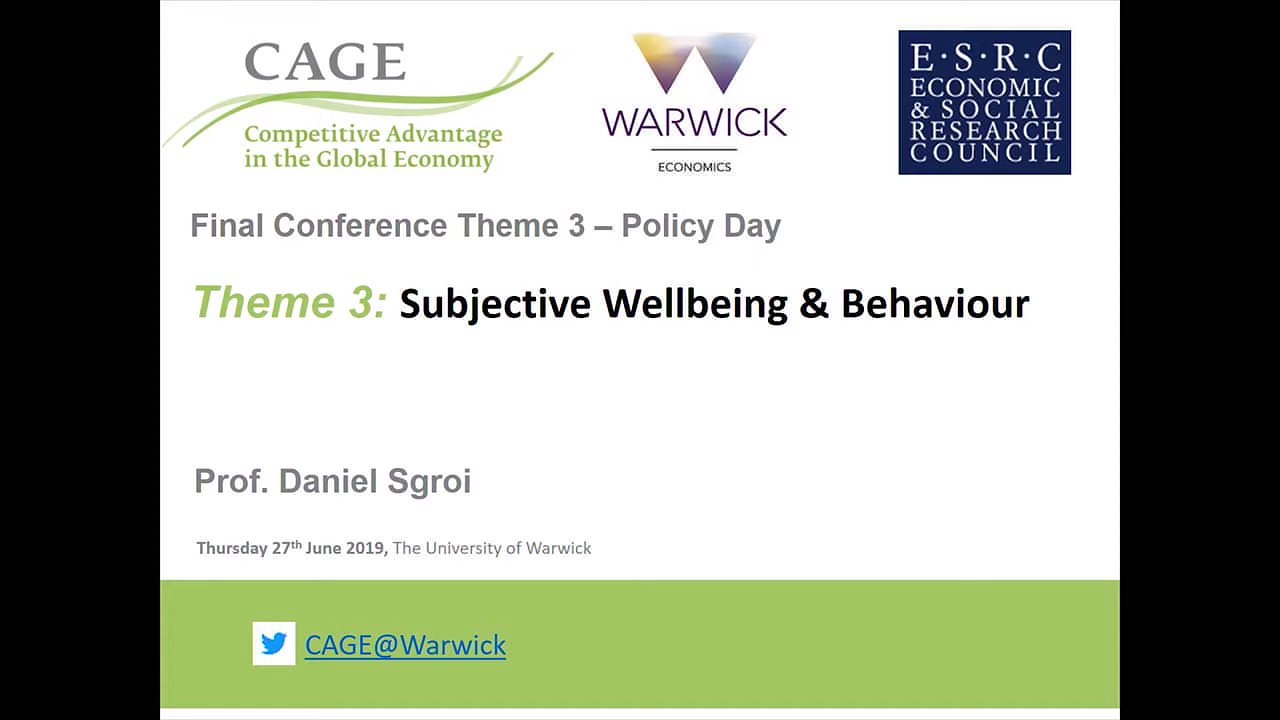 CAGE
Competitive Advantage
in the Global Economy
WARWICK
ECONOMICS
E·S·R·C
ECONOMIC
& SOCIAL
RESEARCH
COUNCIL
Final Conference Theme 3 – Policy Day
Theme 3: Subjective Wellbeing & Behaviour
Prof. Daniel Sgroi
Thursday 27th June 2019, The University of Warwick
CAGE@Warwick